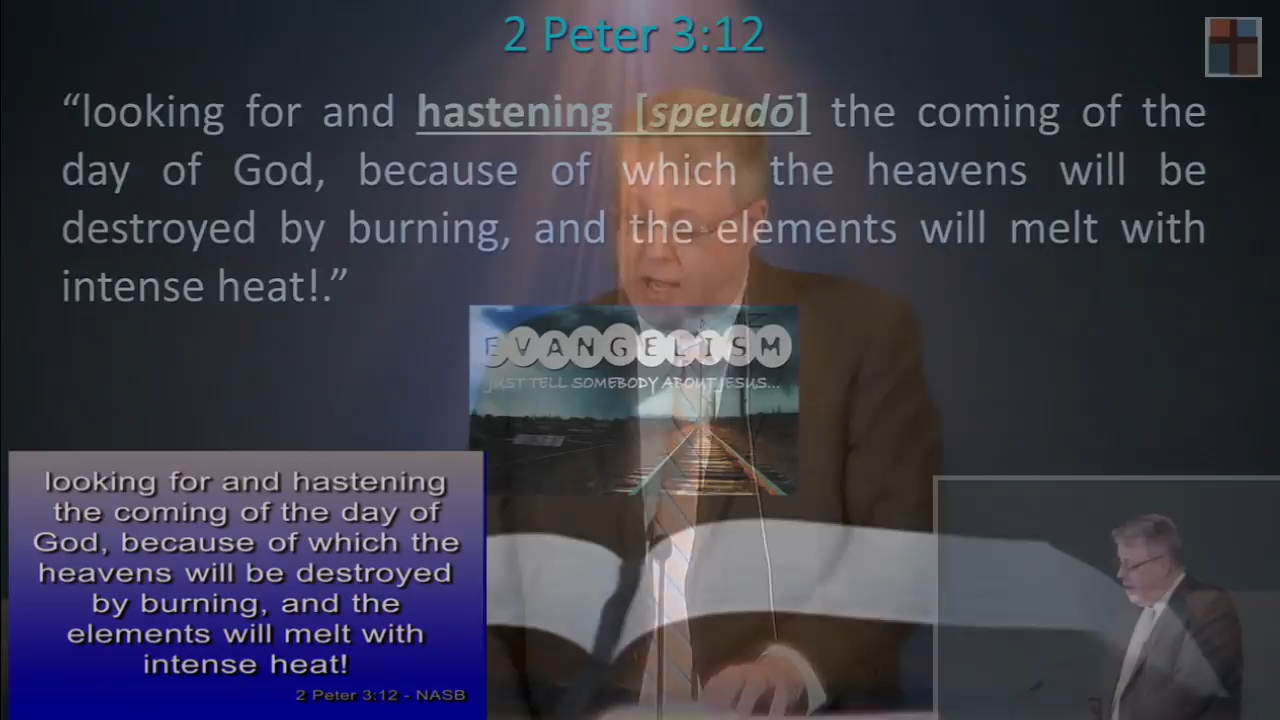 2 Peter 3:12
“looking for and hastening [speudō] the coming of the
day of God, because of which the heavens will be
destroyed by burning, and the elements will melt with
intense heat!.”
EVANGELISM
JUST TELL SOMEBODY ABOUT JESUS...
looking for and hastening
the coming of the day of
God, because of which the
heavens will be destroyed
by burning, and the
elements will melt with
intense heat!
2 Peter 3:12 - NASB